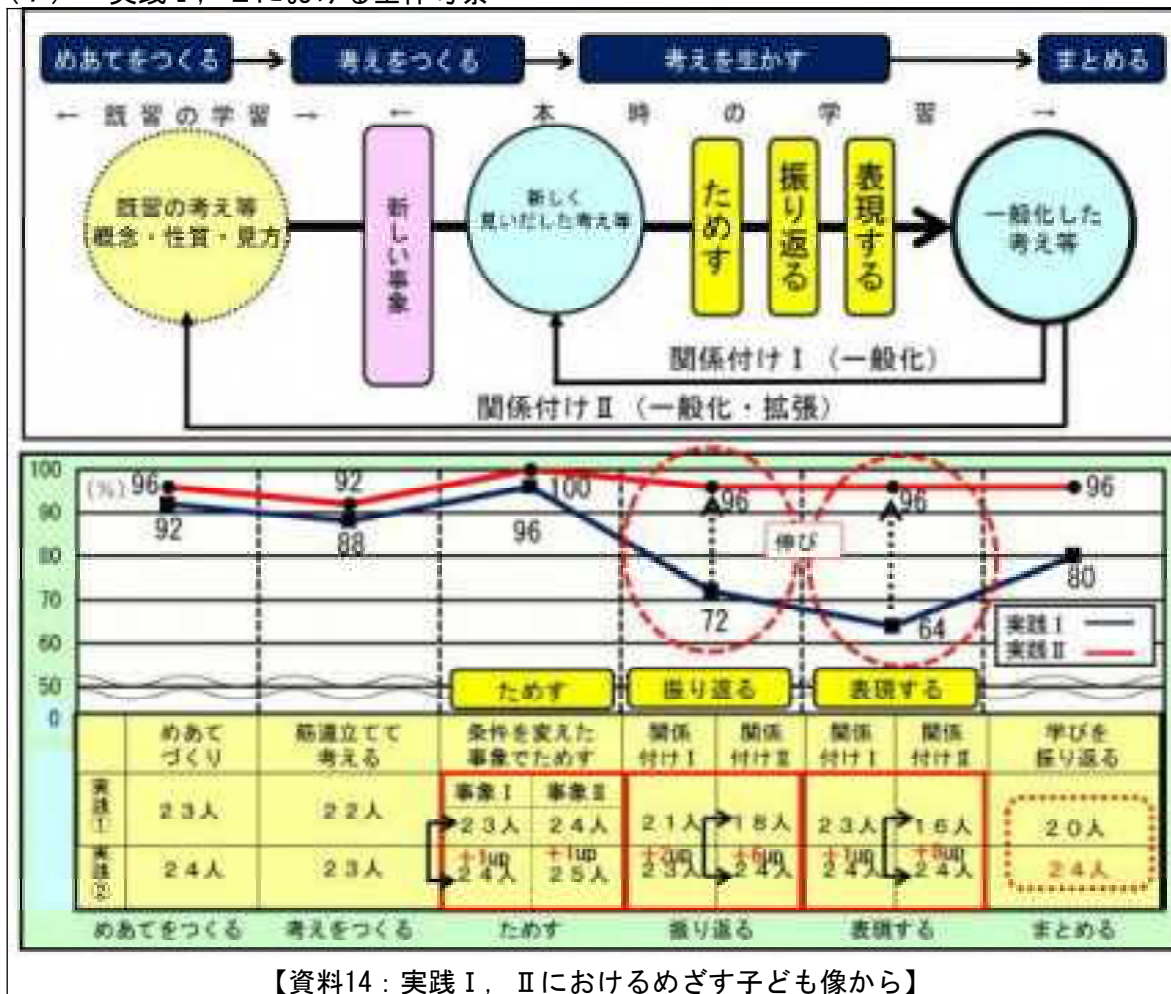 めあてをつくる 考えをつくる 考えを生かす まとめる
← 既習の学習 → ← 本時の学習 →
既習の考え等
概念・性質・見方
新しい事象
新しく
見いだした考え等
ためす
振り返る
表現する
一般化した
考え等
関係付けⅠ（一般化）
関係付けⅡ（一般化・拡張）
100
(%) 96 92 100 96 96 96
90
92 88 96 伸び
80
80
70
72 64
60
実践Ⅰ
実践Ⅱ
50
ためす 振り返る 表現する
0
めあて
づくり
筋道立てて
考える
条件を変えた
事象でためす
関係
付けⅠ
関係
付けⅡ
関係
付けⅠ
関係
付けⅡ
学びを
振り返る
実践① 23人 22人 事象Ⅰ 事象Ⅱ
23人 24人 21人 18人 23人 16人 20人
+1up +1up +2up +6up +1up +8up
実践② 24人 23人 24人 25人 23人 24人 24人 24人 24人
めあてをつくる 考えをつくる ためす 振り返る 表現する まとめる
【資料14：実践Ⅰ，Ⅱにおけるめざす子ども像から】